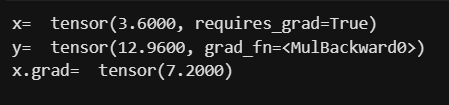 x=  tensor(3.6000, requires_grad=True)
y=  tensor(12.9600, grad_fn=<MulBackward0>)
x.grad=  tensor(7.2000)